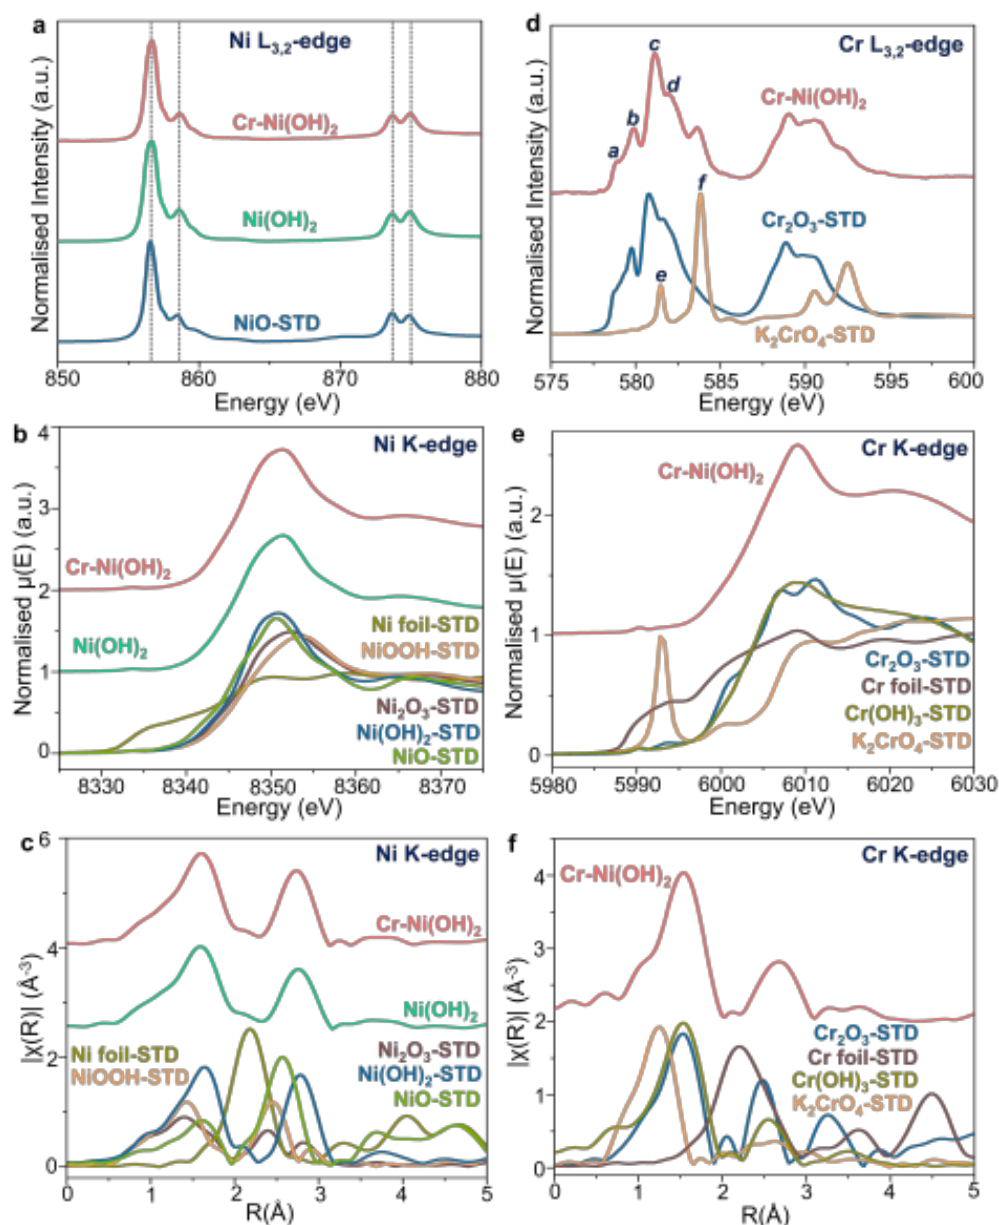 a
Ni L3,2-edge
Normalised Intensity (a.u.)
Cr-Ni(OH)2
Ni(OH)2
NiO-STD
850 860 870 880
Energy (eV)
d
Cr L3,2-edge
Normalised Intensity (a.u.)
a b c d
Cr-Ni(OH)2
e f
Cr2O3-STD
K2CrO4-STD
575 580 585 590 595 600
Energy (eV)
b
Ni K-edge
Normalised μ(E) (a.u.)
4
3
2
1
0
Cr-Ni(OH)2
Ni(OH)2
Ni foil-STD
NiOOH-STD
Ni2O3-STD
Ni(OH)2-STD
NiO-STD
8330 8340 8350 8360 8370
Energy (eV)
e
Cr K-edge
Normalised μ(E) (a.u.)
2
1
0
Cr-Ni(OH)2
Cr2O3-STD
Cr foil-STD
Cr(OH)3-STD
K2CrO4-STD
5980 5990 6000 6010 6020 6030
Energy (eV)
c
Ni K-edge
|χ(R)| (Å-3)
6
4
2
0
Cr-Ni(OH)2
Ni(OH)2
Ni foil-STD
NiOOH-STD
Ni2O3-STD
Ni(OH)2-STD
NiO-STD
0 1 2 3 4 5
R(Å)
f
Cr K-edge
|χ(R)| (Å-3)
4
3
2
1
0
Cr-Ni(OH)2
Cr2O3-STD
Cr foil-STD
Cr(OH)3-STD
K2CrO4-STD
0 1 2 3 4 5
R(Å)